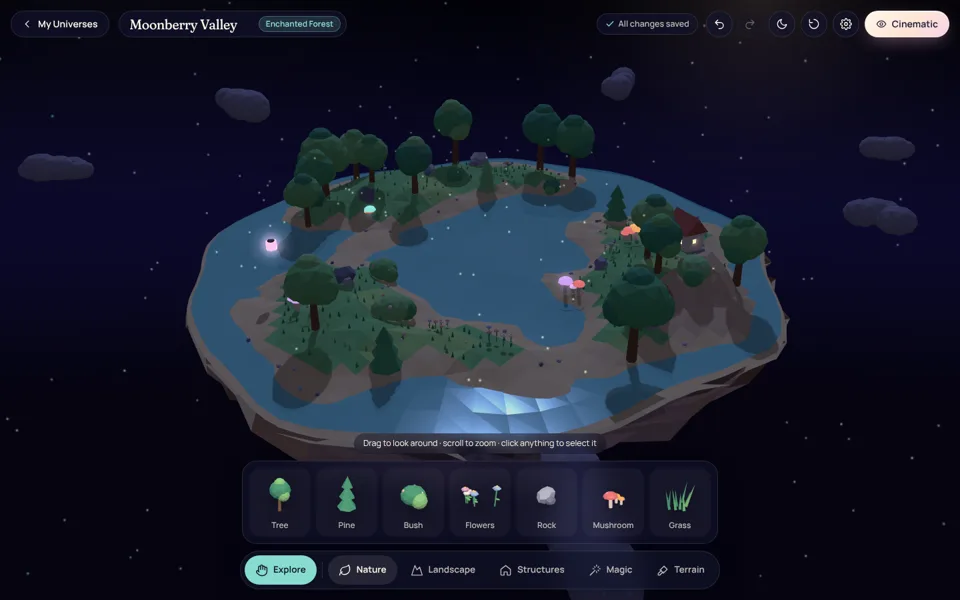 My Universes
Moonberry Valley
Enchanted Forest
All changes saved
Cinematic
Drag to look around · scroll to zoom · click anything to select it
Tree
Pine
Bush
Flowers
Rock
Mushroom
Grass
Explore
Nature
Landscape
Structures
Magic
Terrain